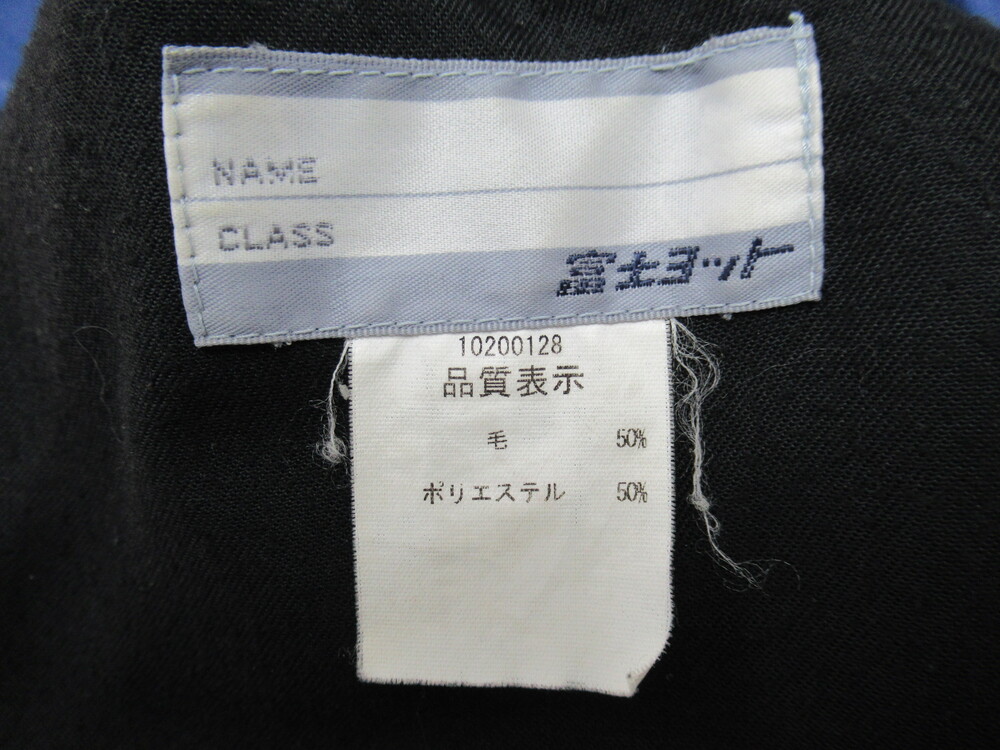 NAME
CLASS
富士ヨット
10200128
品質表示
毛 50%
ポリエステル 50%